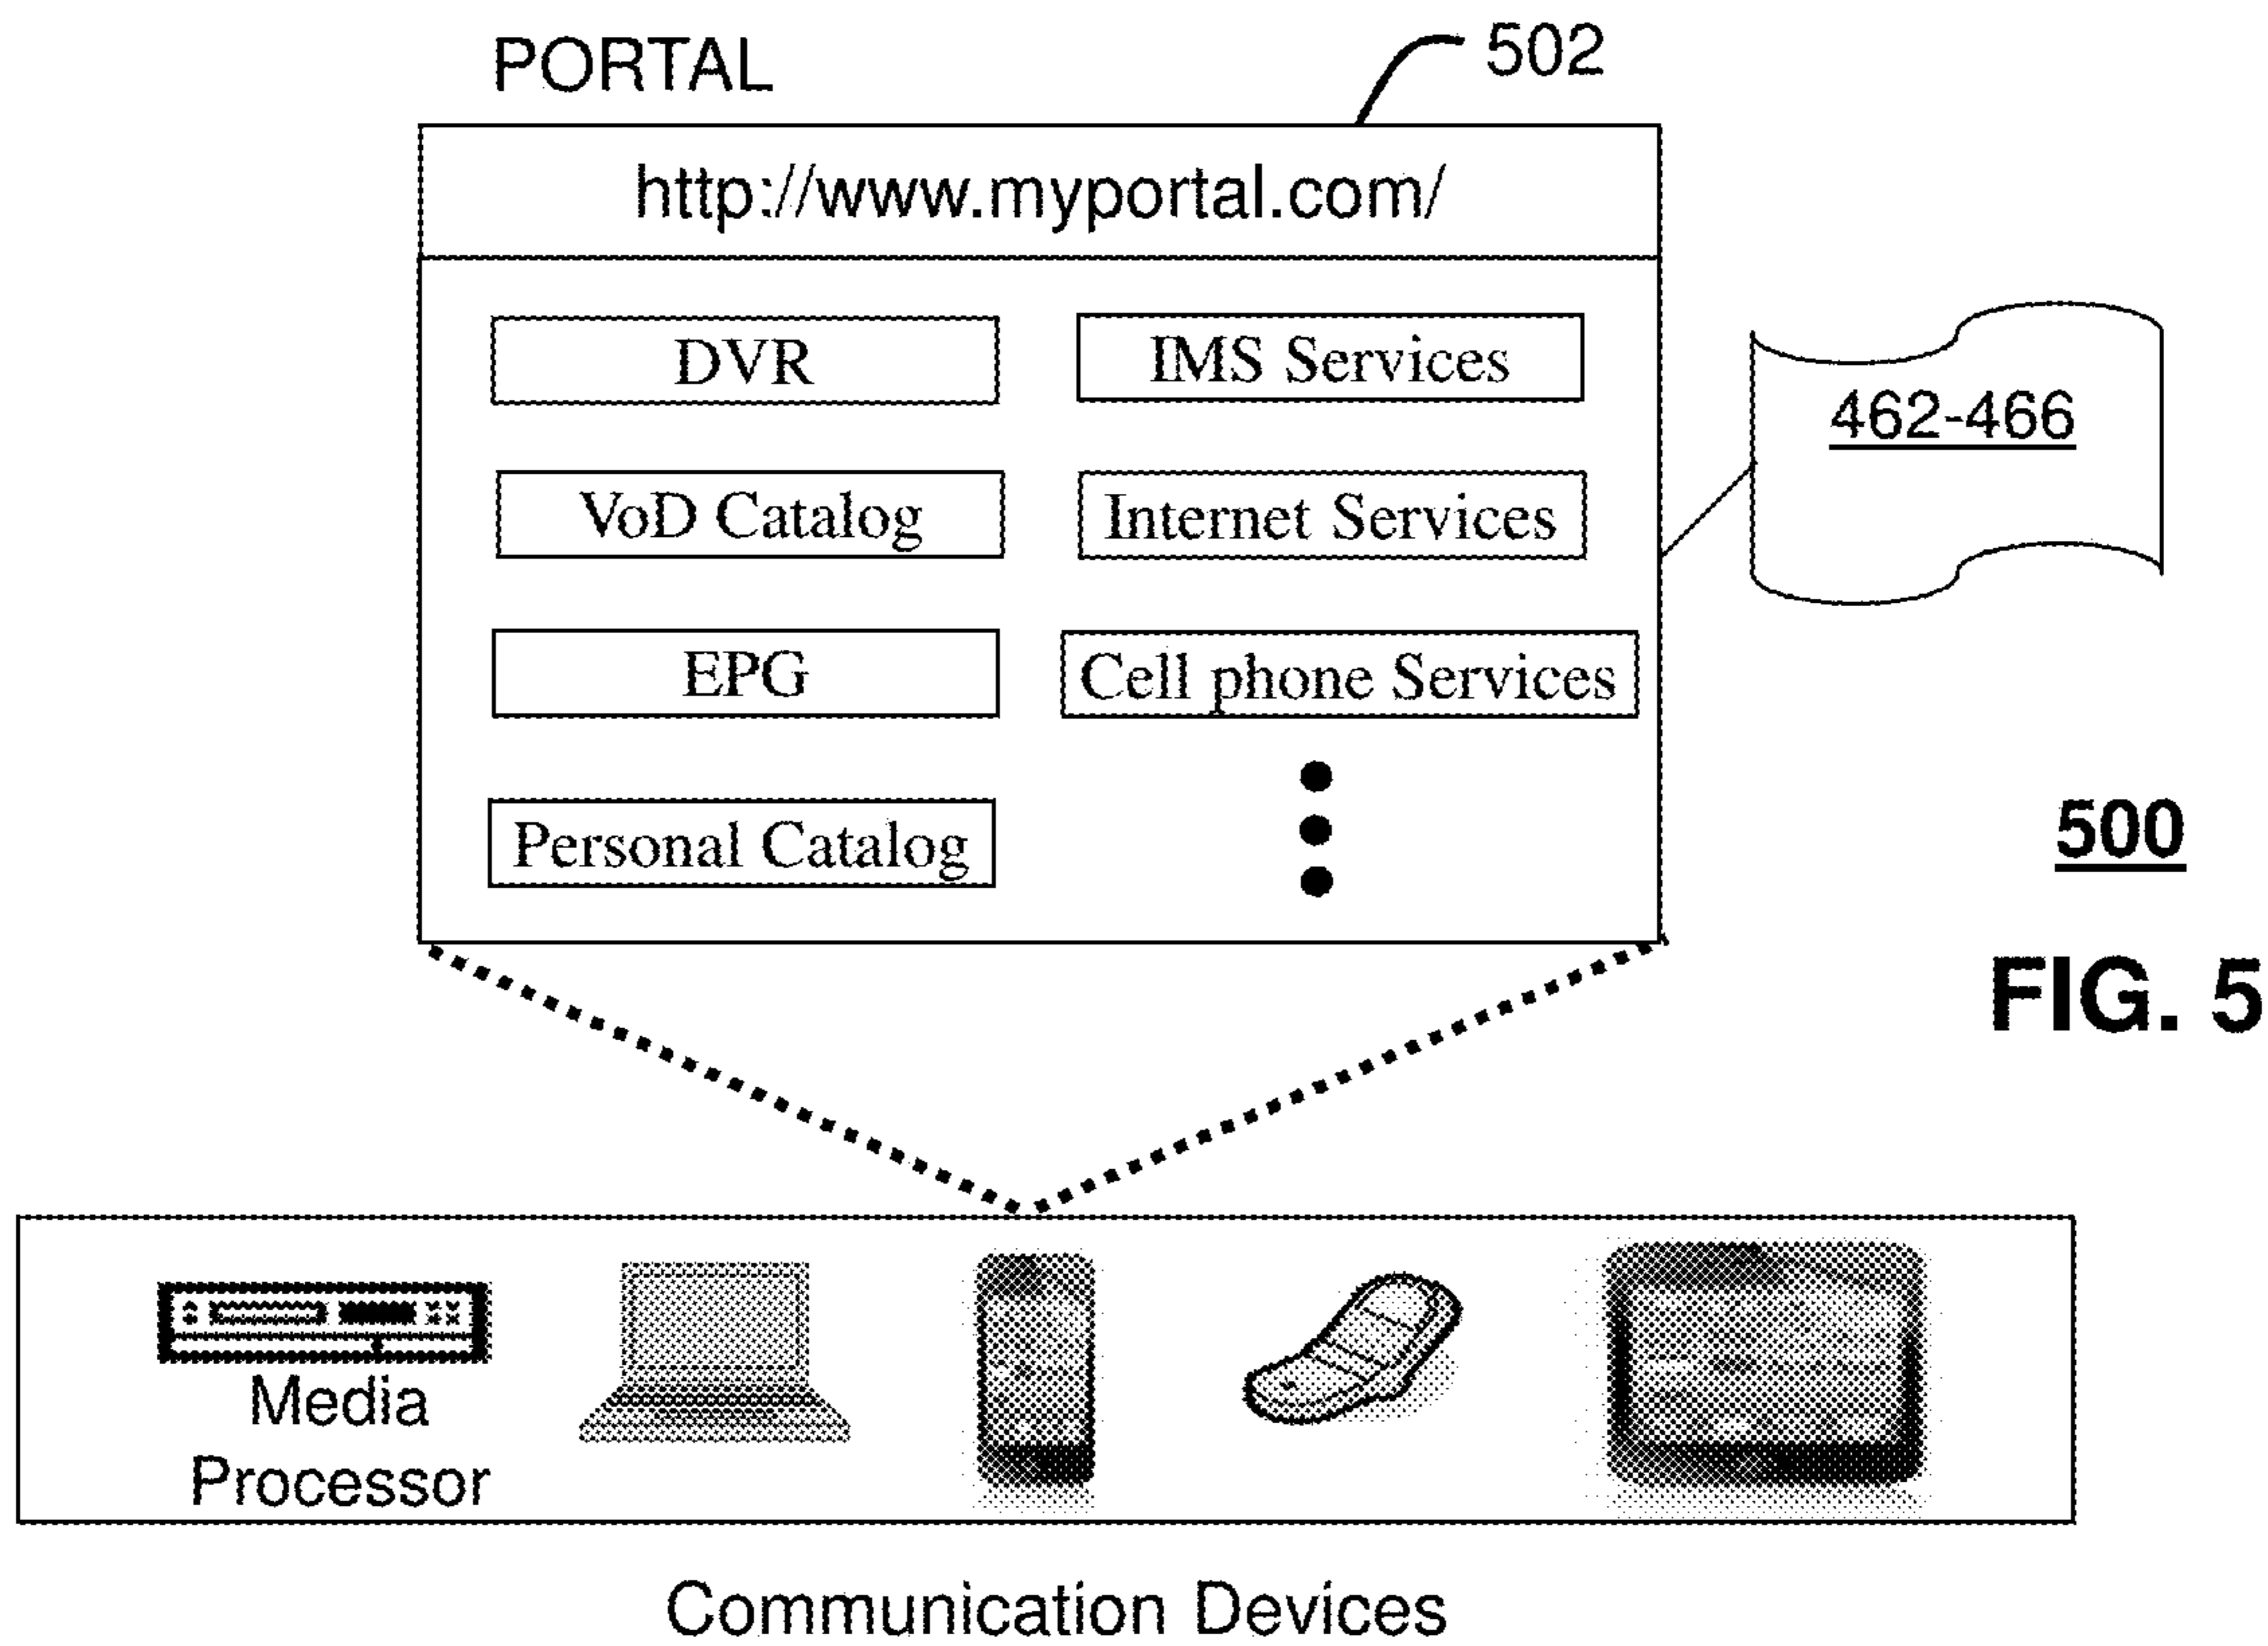 PORTAL
502
http://www.myportal.com/
DVR
IMS Services
VoD Catalog
Internet Services
EPG
Cell phone Services
Personal Catalog
462-466
500
FIG. 5
Media
Processor
Communication Devices